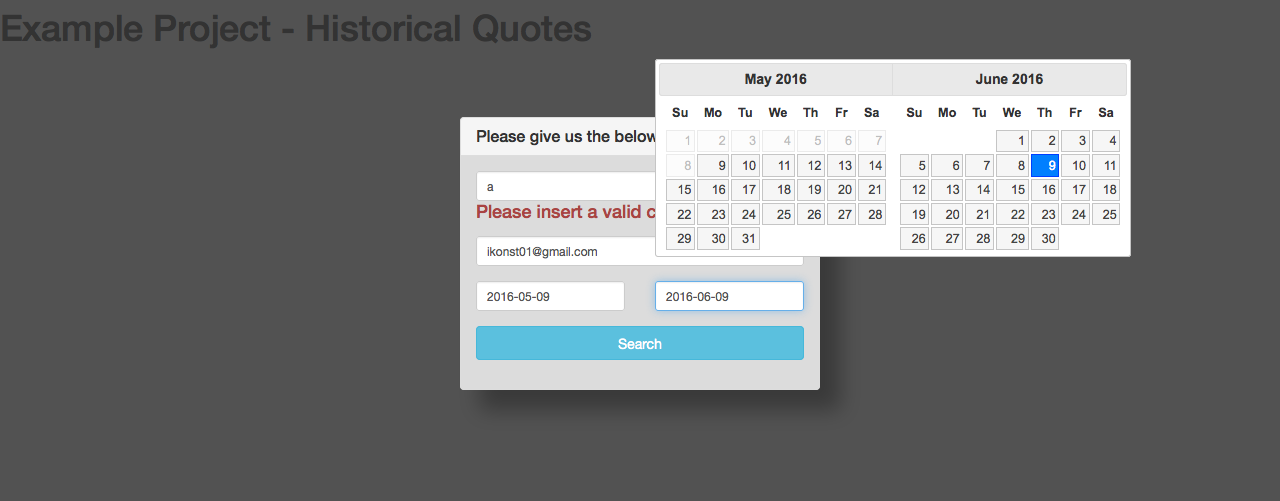 Example Project - Historical Quotes
May 2016 June 2016
Su Mo Tu We Th Fr Sa Su Mo Tu We Th Fr Sa
Please give us the below
1 2 3 4 5 6 7 1 2 3 4
8 9 10 11 12 13 14 5 6 7 8 9 10 11
a
15 16 17 18 19 20 21 12 13 14 15 16 17 18
Please insert a valid c
22 23 24 25 26 27 28 19 20 21 22 23 24 25
29 30 31 26 27 28 29 30
ikonst01@gmail.com
2016-05-09 2016-06-09
Search